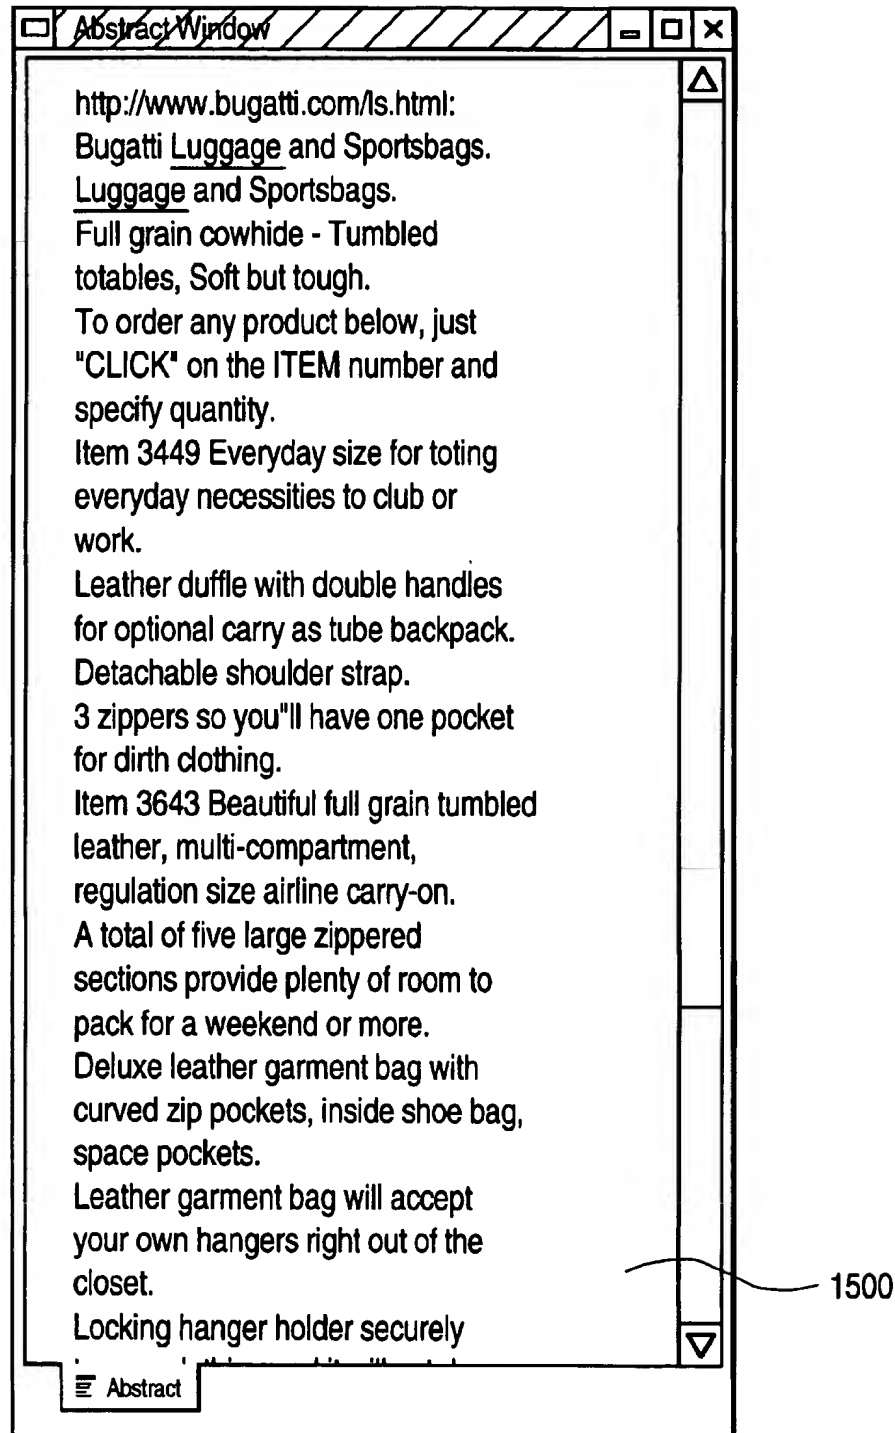 Abstract Window
http://www.bugatti.com/ls.html:
Bugatti Luggage and Sportsbags.
Luggage and Sportsbags.
Full grain cowhide - Tumbled
totables, Soft but tough.
To order any product below, just
"CLICK" on the ITEM number and
specify quantity.
Item 3449 Everyday size for toting
everyday necessities to club or
work.
Leather duffle with double handles
for optional carry as tube backpack.
Detachable shoulder strap.
3 zippers so you"ll have one pocket
for dirth clothing.
Item 3643 Beautiful full grain tumbled
leather, multi-compartment,
regulation size airline carry-on.
A total of five large zippered
sections provide plenty of room to
pack for a weekend or more.
Deluxe leather garment bag with
curved zip pockets, inside shoe bag,
space pockets.
Leather garment bag will accept
your own hangers right out of the
closet.
1500
Locking hanger holder securely
Abstract